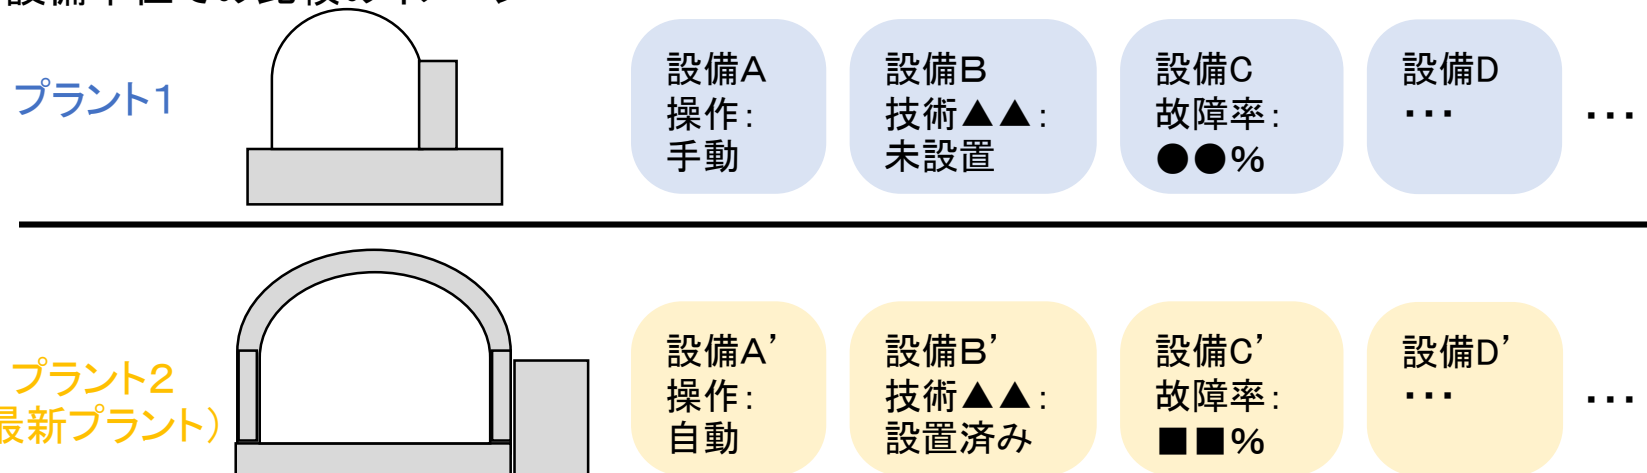 プラント1
設備A
操作：
手動
設備B
技術▲▲：
未設置
設備C
故障率：
●●%
設備D
・・・
・・・
プラント2
最新プラント）
設備A’
操作：
自動
設備B’
技術▲▲：
設置済み
設備C’
故障率：
■■%
設備D’
・・・
・・・